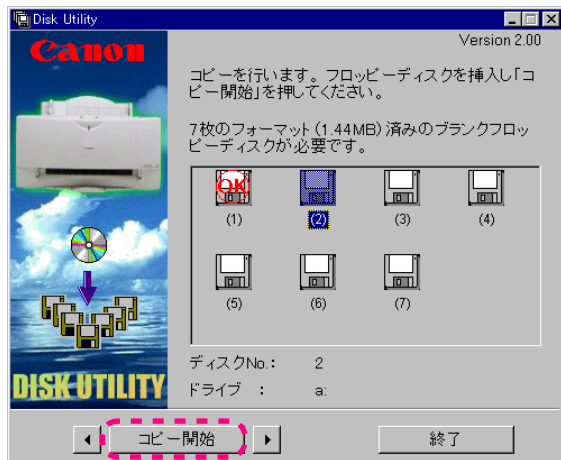 Disk Utility
Canon
Version 2.00
コピーを行います。フロッピーディスクを挿入し「コ
ピー開始」を押してください。
7枚のフォーマット(1.44MB)済みのブランクフロッ
ピーディスクが必要です。
OK
(1) (2) (3) (4)
(5) (6) (7)
ディスクNo.: 2
ドライブ : a:
DISK UTILITY
コピー開始
終了